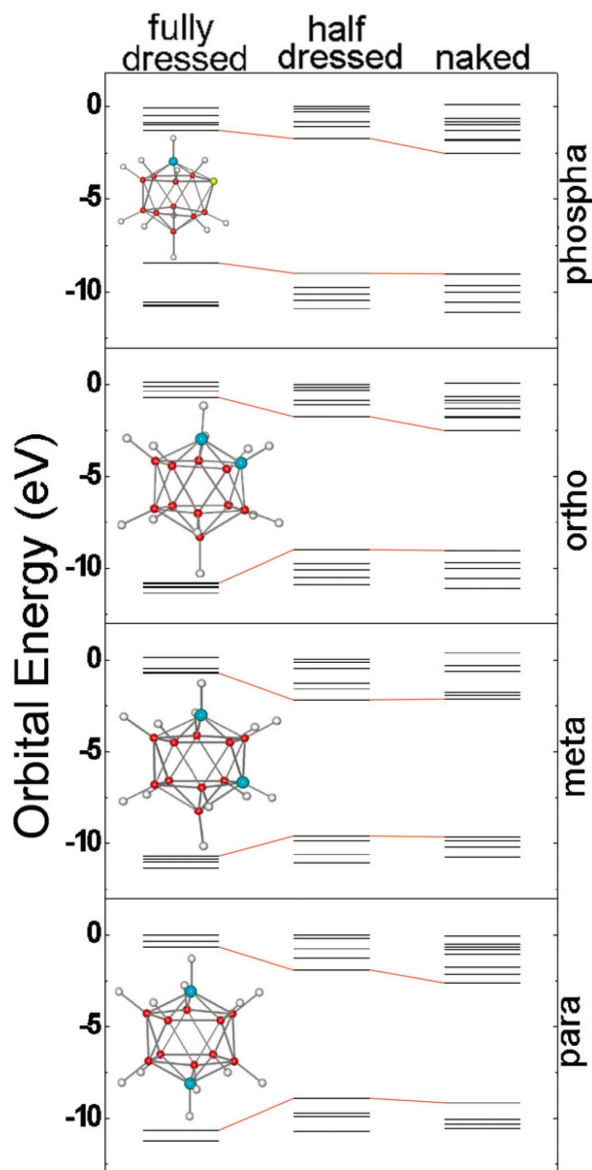 fully
dressed
half
dressed
naked
Orbital Energy (eV)
0
-5
-10
phospha
0
-5
-10
ortho
0
-5
-10
meta
0
-5
-10
para